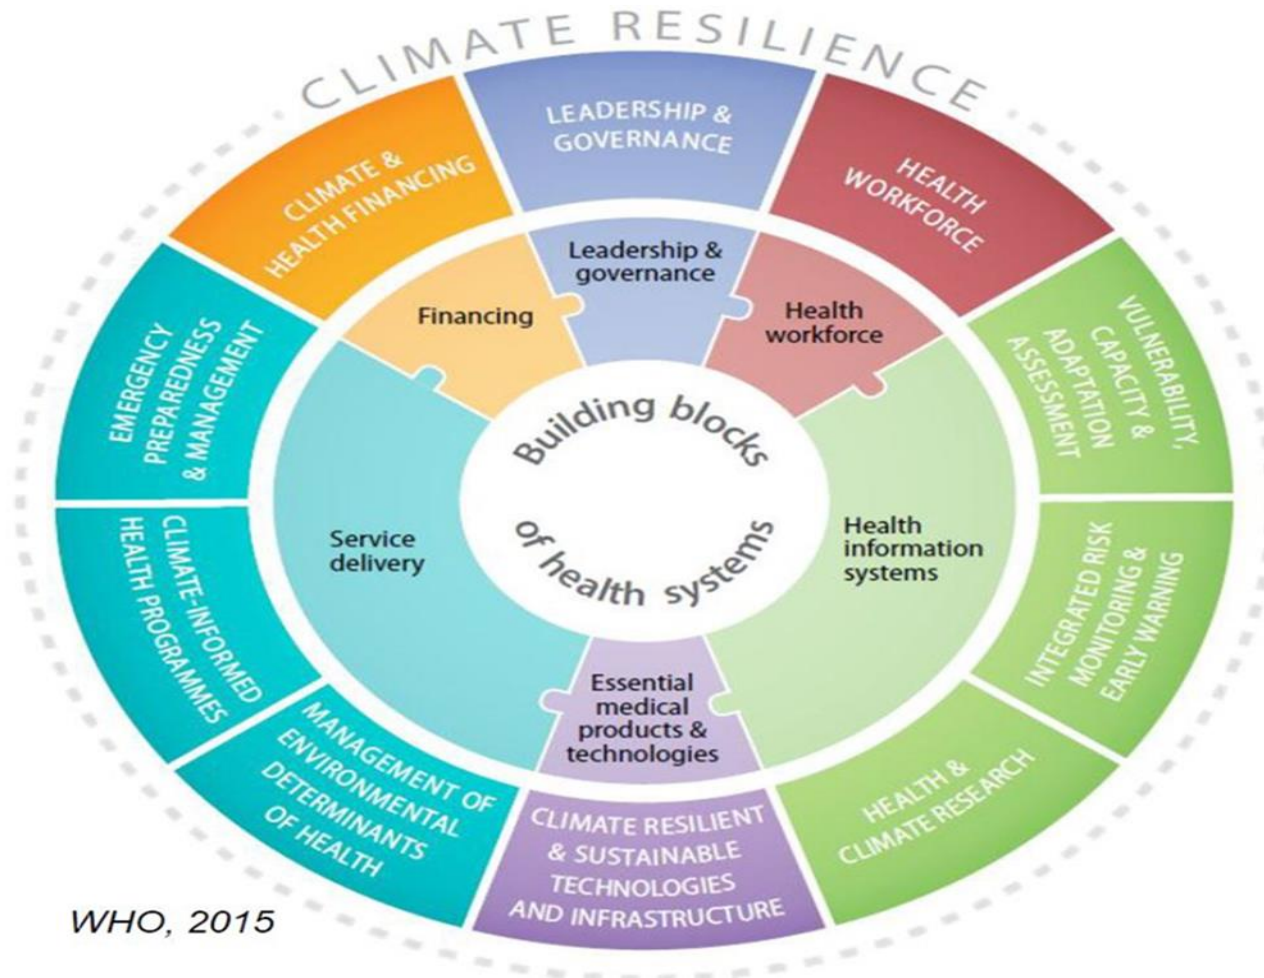 CLIMATE RESILIENCE
LEADERSHIP &
GOVERNANCE
HEALTH
WORKFORCE
VULNERABILITY,
CAPACITY &
ADAPTATION
ASSESSMENT
INTEGRATED RISK
MONITORING &
EARLY WARNING
HEALTH &
CLIMATE RESEARCH
CLIMATE RESILIENT
& SUSTAINABLE
TECHNOLOGIES
AND INFRASTRUCTURE
MANAGEMENT OF
ENVIRONMENTAL
DETERMINANTS
OF HEALTH
CLIMATE-INFORMED
HEALTH PROGRAMMES
EMERGENCY
PREPAREDNESS
& MANAGEMENT
CLIMATE &
HEALTH FINANCING
Leadership &
governance
Health
workforce
Health
information
systems
Essential
medical
products &
technologies
Service
delivery
Financing
Building blocks
of health systems
WHO, 2015